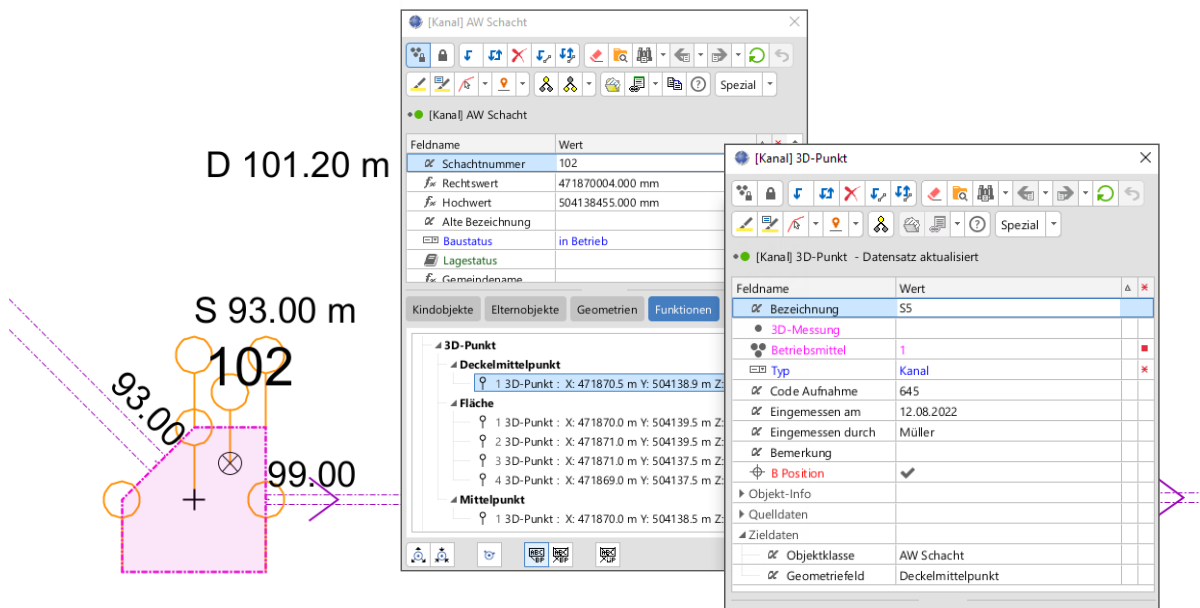 D 101.20 m
S 93.00 m
102
93.00
99.00
[Kanal] AW Schacht
Spezial
[Kanal] AW Schacht
Feldname Wert
Schachtnummer 102
Rechtswert 471870004.000 mm
Hochwert 504138455.000 mm
Alte Bezeichnung
Baustatus in Betrieb
Lagestatus
Gemeindename
Kindobjekte Elternobjekte Geometrien Funktionen
3D-Punkt
Deckelmittelpunkt
1 3D-Punkt : X: 471870.5 m Y: 504138.9 m Z:
Fläche
1 3D-Punkt : X: 471870.0 m Y: 504139.5 m Z:
2 3D-Punkt : X: 471871.0 m Y: 504139.5 m Z:
3 3D-Punkt : X: 471871.0 m Y: 504137.5 m Z:
4 3D-Punkt : X: 471869.0 m Y: 504137.5 m Z:
Mittelpunkt
1 3D-Punkt : X: 471870.0 m Y: 504138.5 m Z:
[Kanal] 3D-Punkt
Spezial
[Kanal] 3D-Punkt - Datensatz aktualisiert
Feldname Wert
Bezeichnung S5
3D-Messung
Betriebsmittel 1
Typ Kanal
Code Aufnahme 645
Eingemessen am 12.08.2022
Eingemessen durch Müller
Bemerkung
B Position
Objekt-Info
Quelldaten
Zieldaten
Objektklasse AW Schacht
Geometriefeld Deckelmittelpunkt